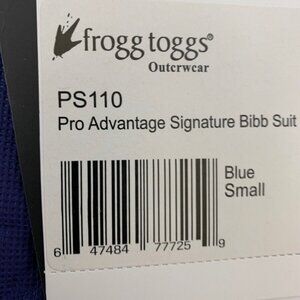 frogg toggs®
Outerwear
PS110
Pro Advantage Signature Bibb Suit
Blue
Small
6 47484 77725 9